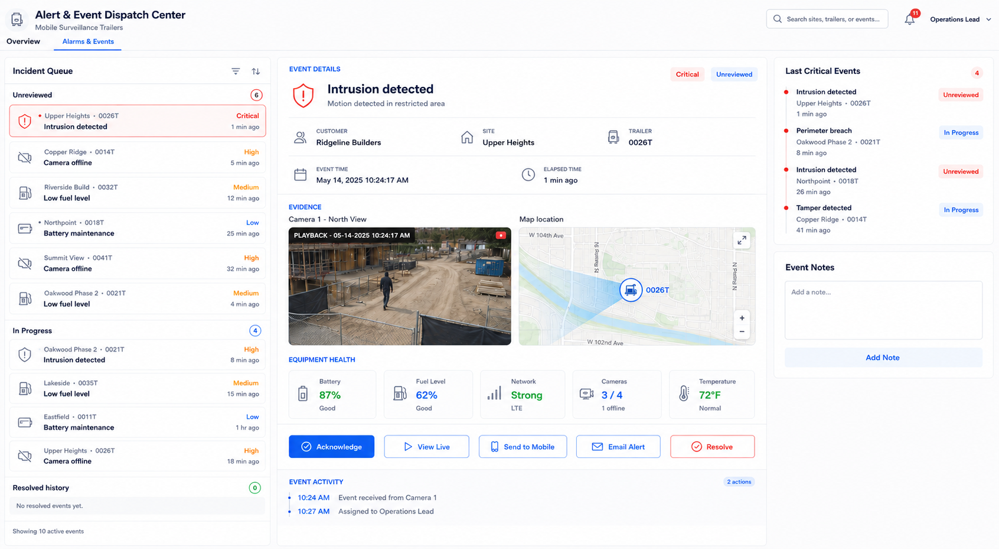 Alert & Event Dispatch Center
Mobile Surveillance Trailers
Search sites, trailers, or events...
11
Operations Lead
Overview
Alarms & Events
Incident Queue
Unreviewed
6
Upper Heights • 0026T
Critical
Intrusion detected
1 min ago
Copper Ridge • 0014T
High
Camera offline
5 min ago
Riverside Build • 0032T
Medium
Low fuel level
12 min ago
Northpoint • 0018T
Low
Battery maintenance
25 min ago
Summit View • 0041T
High
Camera offline
32 min ago
Oakwood Phase 2 • 0021T
Medium
Low fuel level
4 min ago
In Progress
4
Oakwood Phase 2 • 0021T
High
Intrusion detected
8 min ago
Lakeside • 0035T
Medium
Low fuel level
15 min ago
Eastfield • 0011T
Low
Battery maintenance
1 hr ago
Upper Heights • 0026T
High
Camera offline
18 min ago
Resolved history
0
No resolved events yet.
Showing 10 active events
EVENT DETAILS
Critical
Unreviewed
Intrusion detected
Motion detected in restricted area
CUSTOMER
Ridgeline Builders
SITE
Upper Heights
TRAILER
0026T
EVENT TIME
May 14, 2025 10:24:17 AM
ELAPSED TIME
1 min ago
EVIDENCE
Camera 1 - North View
PLAYBACK - 05-14-2025 10:24:17 AM
Map location
W 104th Ave
0026T
W 102nd Ave
EQUIPMENT HEALTH
Battery
87%
Good
Fuel Level
62%
Good
Network
Strong
LTE
Cameras
3 / 4
1 offline
Temperature
72°F
Normal
Acknowledge
View Live
Send to Mobile
Email Alert
Resolve
EVENT ACTIVITY
2 actions
10:24 AM Event received from Camera 1
10:27 AM Assigned to Operations Lead
Last Critical Events
4
Intrusion detected
Unreviewed
Upper Heights • 0026T
1 min ago
Perimeter breach
In Progress
Oakwood Phase 2 • 0021T
8 min ago
Intrusion detected
Unreviewed
Northpoint • 0018T
26 min ago
Tamper detected
In Progress
Copper Ridge • 0014T
41 min ago
Event Notes
Add a note...
Add Note